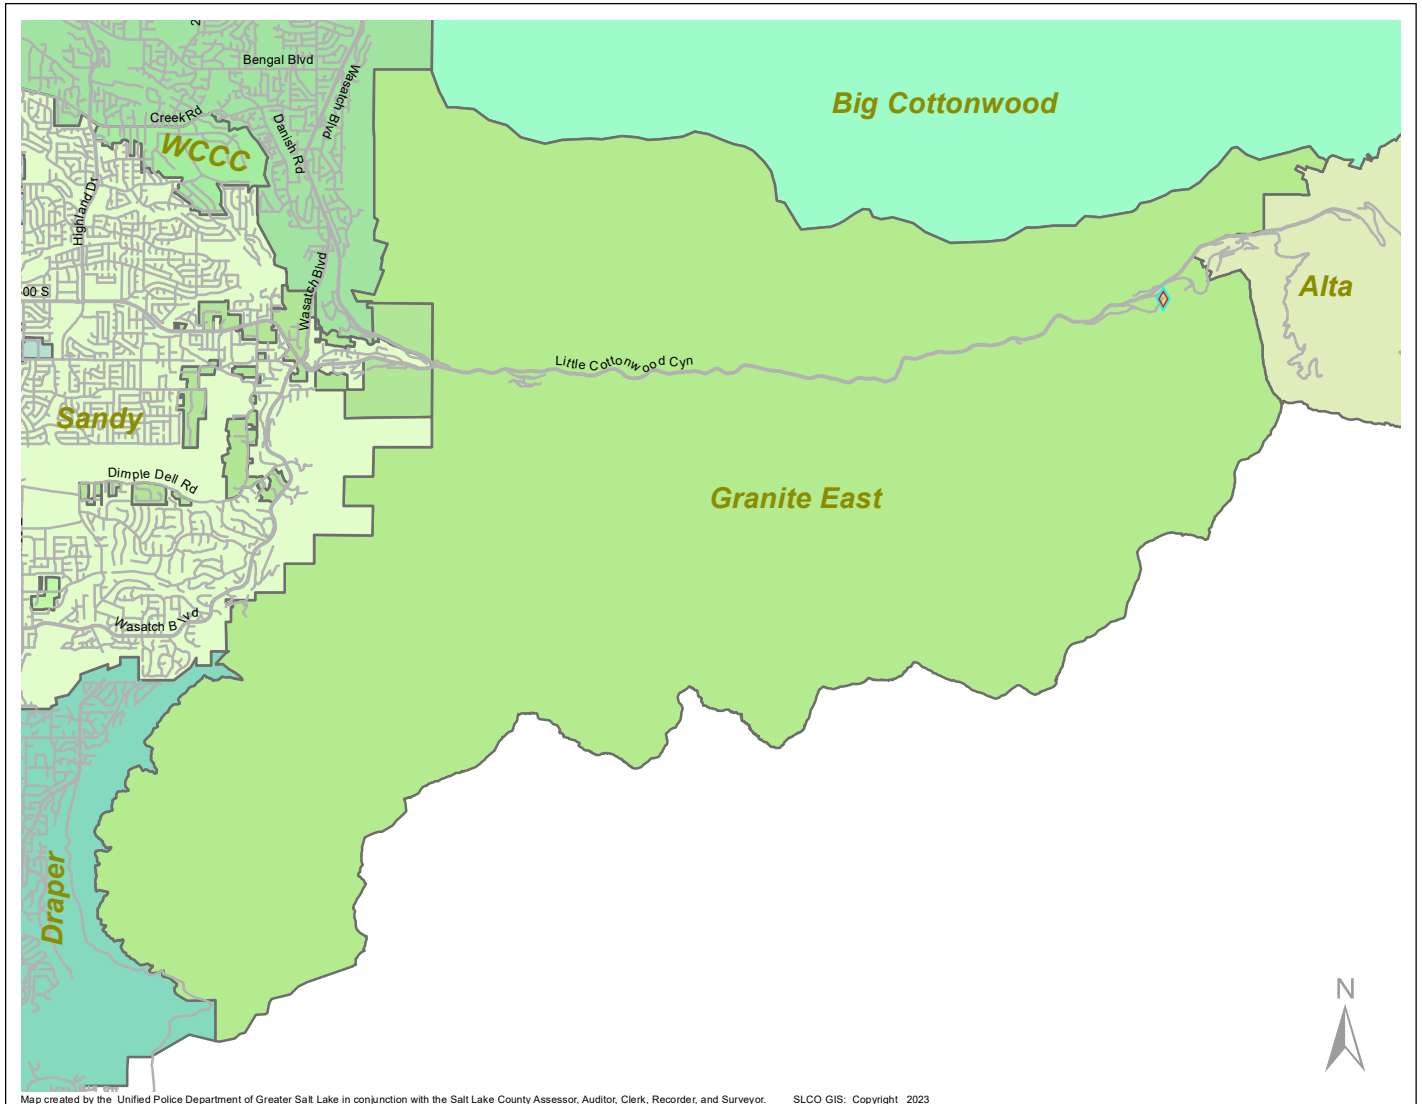 2
Bengal Blvd
Wasatch Blvd
Big Cottonwood
Creek Rd
Danish Rd
WCCC
Highland Dr
Wasatch Blvd
00 S
Alta
Little Cottonwood Cyn
Sandy
Dimple Dell Rd
Granite East
Wasatch Blvd
Draper
N
Map created by the Unified Police Department of Greater Salt Lake in conjunction with the Salt Lake County Assessor, Auditor, Clerk, Recorder, and Surveyor. SLCO GIS: Copyright 2023